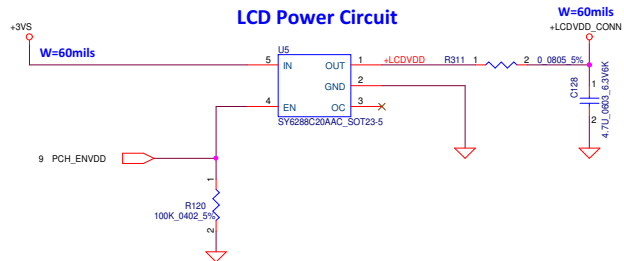 LCD Power Circuit
+3VS
W=60mils
W=60mils
+LCDVDD_CONN
U5
5 IN OUT 1 +LCDVDD R311 1 2 0_0805_5%
GND 2
4 EN OC 3
SY6288C20AAC_SOT23-5
1
C128
4.7U_0603_6.3V6K
2
9 PCH_ENVDD
1
R120
100K_0402_5%
2